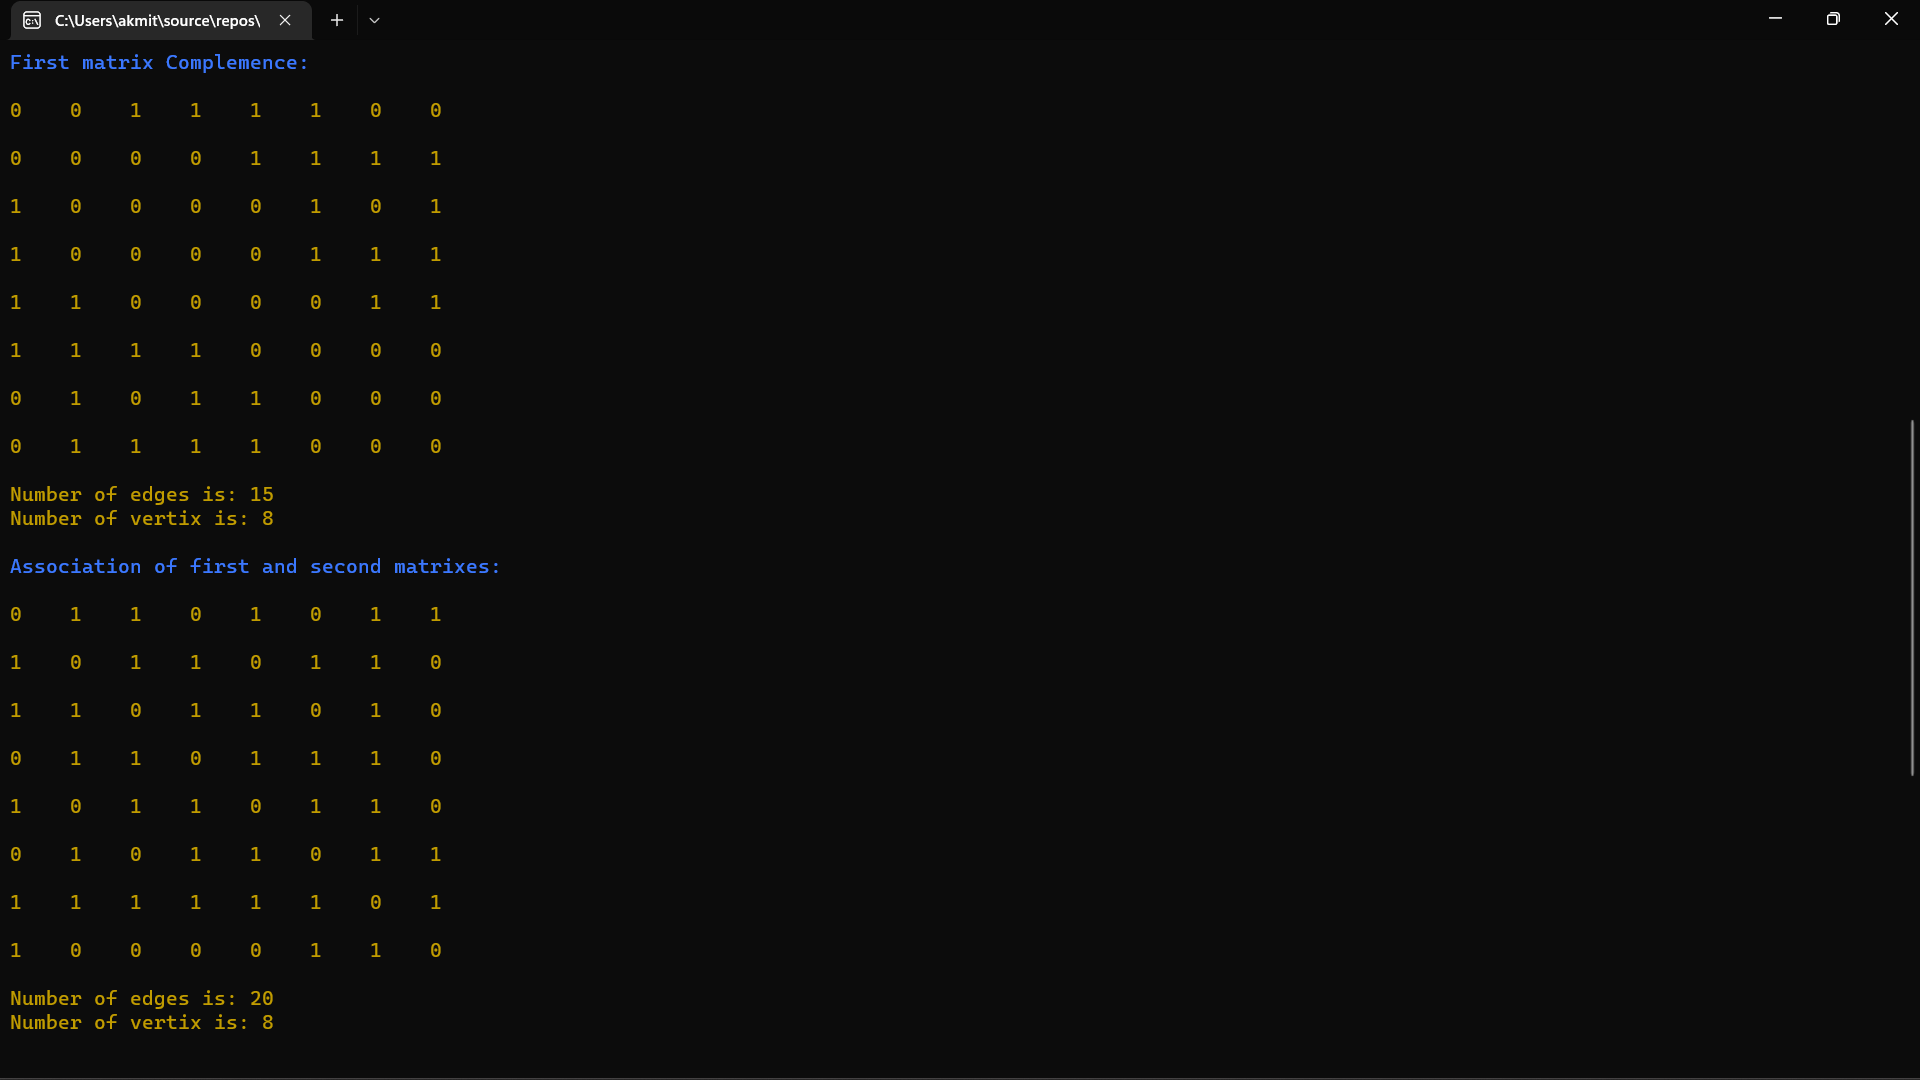 C:\Users\akmit\source\repos\
First matrix Complemence:
0 0 1 1 1 1 0 0
0 0 0 0 1 1 1 1
1 0 0 0 0 1 0 1
1 0 0 0 0 1 1 1
1 1 0 0 0 0 1 1
1 1 1 1 0 0 0 0
0 1 0 1 1 0 0 0
0 1 1 1 1 0 0 0
Number of edges is: 15
Number of vertix is: 8
Association of first and second matrixes:
0 1 1 0 1 0 1 1
1 0 1 1 0 1 1 0
1 1 0 1 1 0 1 0
0 1 1 0 1 1 1 0
1 0 1 1 0 1 1 0
0 1 0 1 1 0 1 1
1 1 1 1 1 1 0 1
1 0 0 0 0 1 1 0
Number of edges is: 20
Number of vertix is: 8